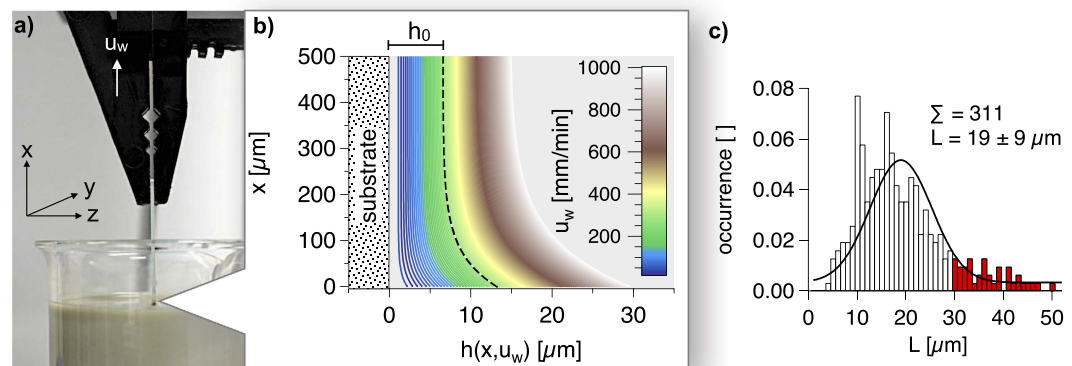 a)
u_w
x
y
z
b)
h₀
500
400
300
200
100
0
x [µm]
substrate
0
10
20
30
h(x,u_w) [µm]
1000
800
600
400
200
u_w [mm/min]
c)
0.08
0.06
0.04
0.02
0.00
occurrence [ ]
Σ = 311
L = 19 ± 9 µm
0
10
20
30
40
50
L [µm]